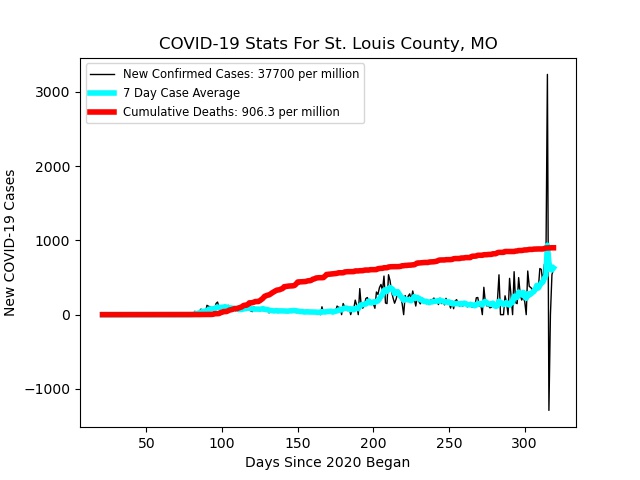 COVID-19 Stats For St. Louis County, MO
New Confirmed Cases: 37700 per million
7 Day Case Average
Cumulative Deaths: 906.3 per million
3000
2000
1000
0
−1000
New COVID-19 Cases
50
100
150
200
250
300
Days Since 2020 Began